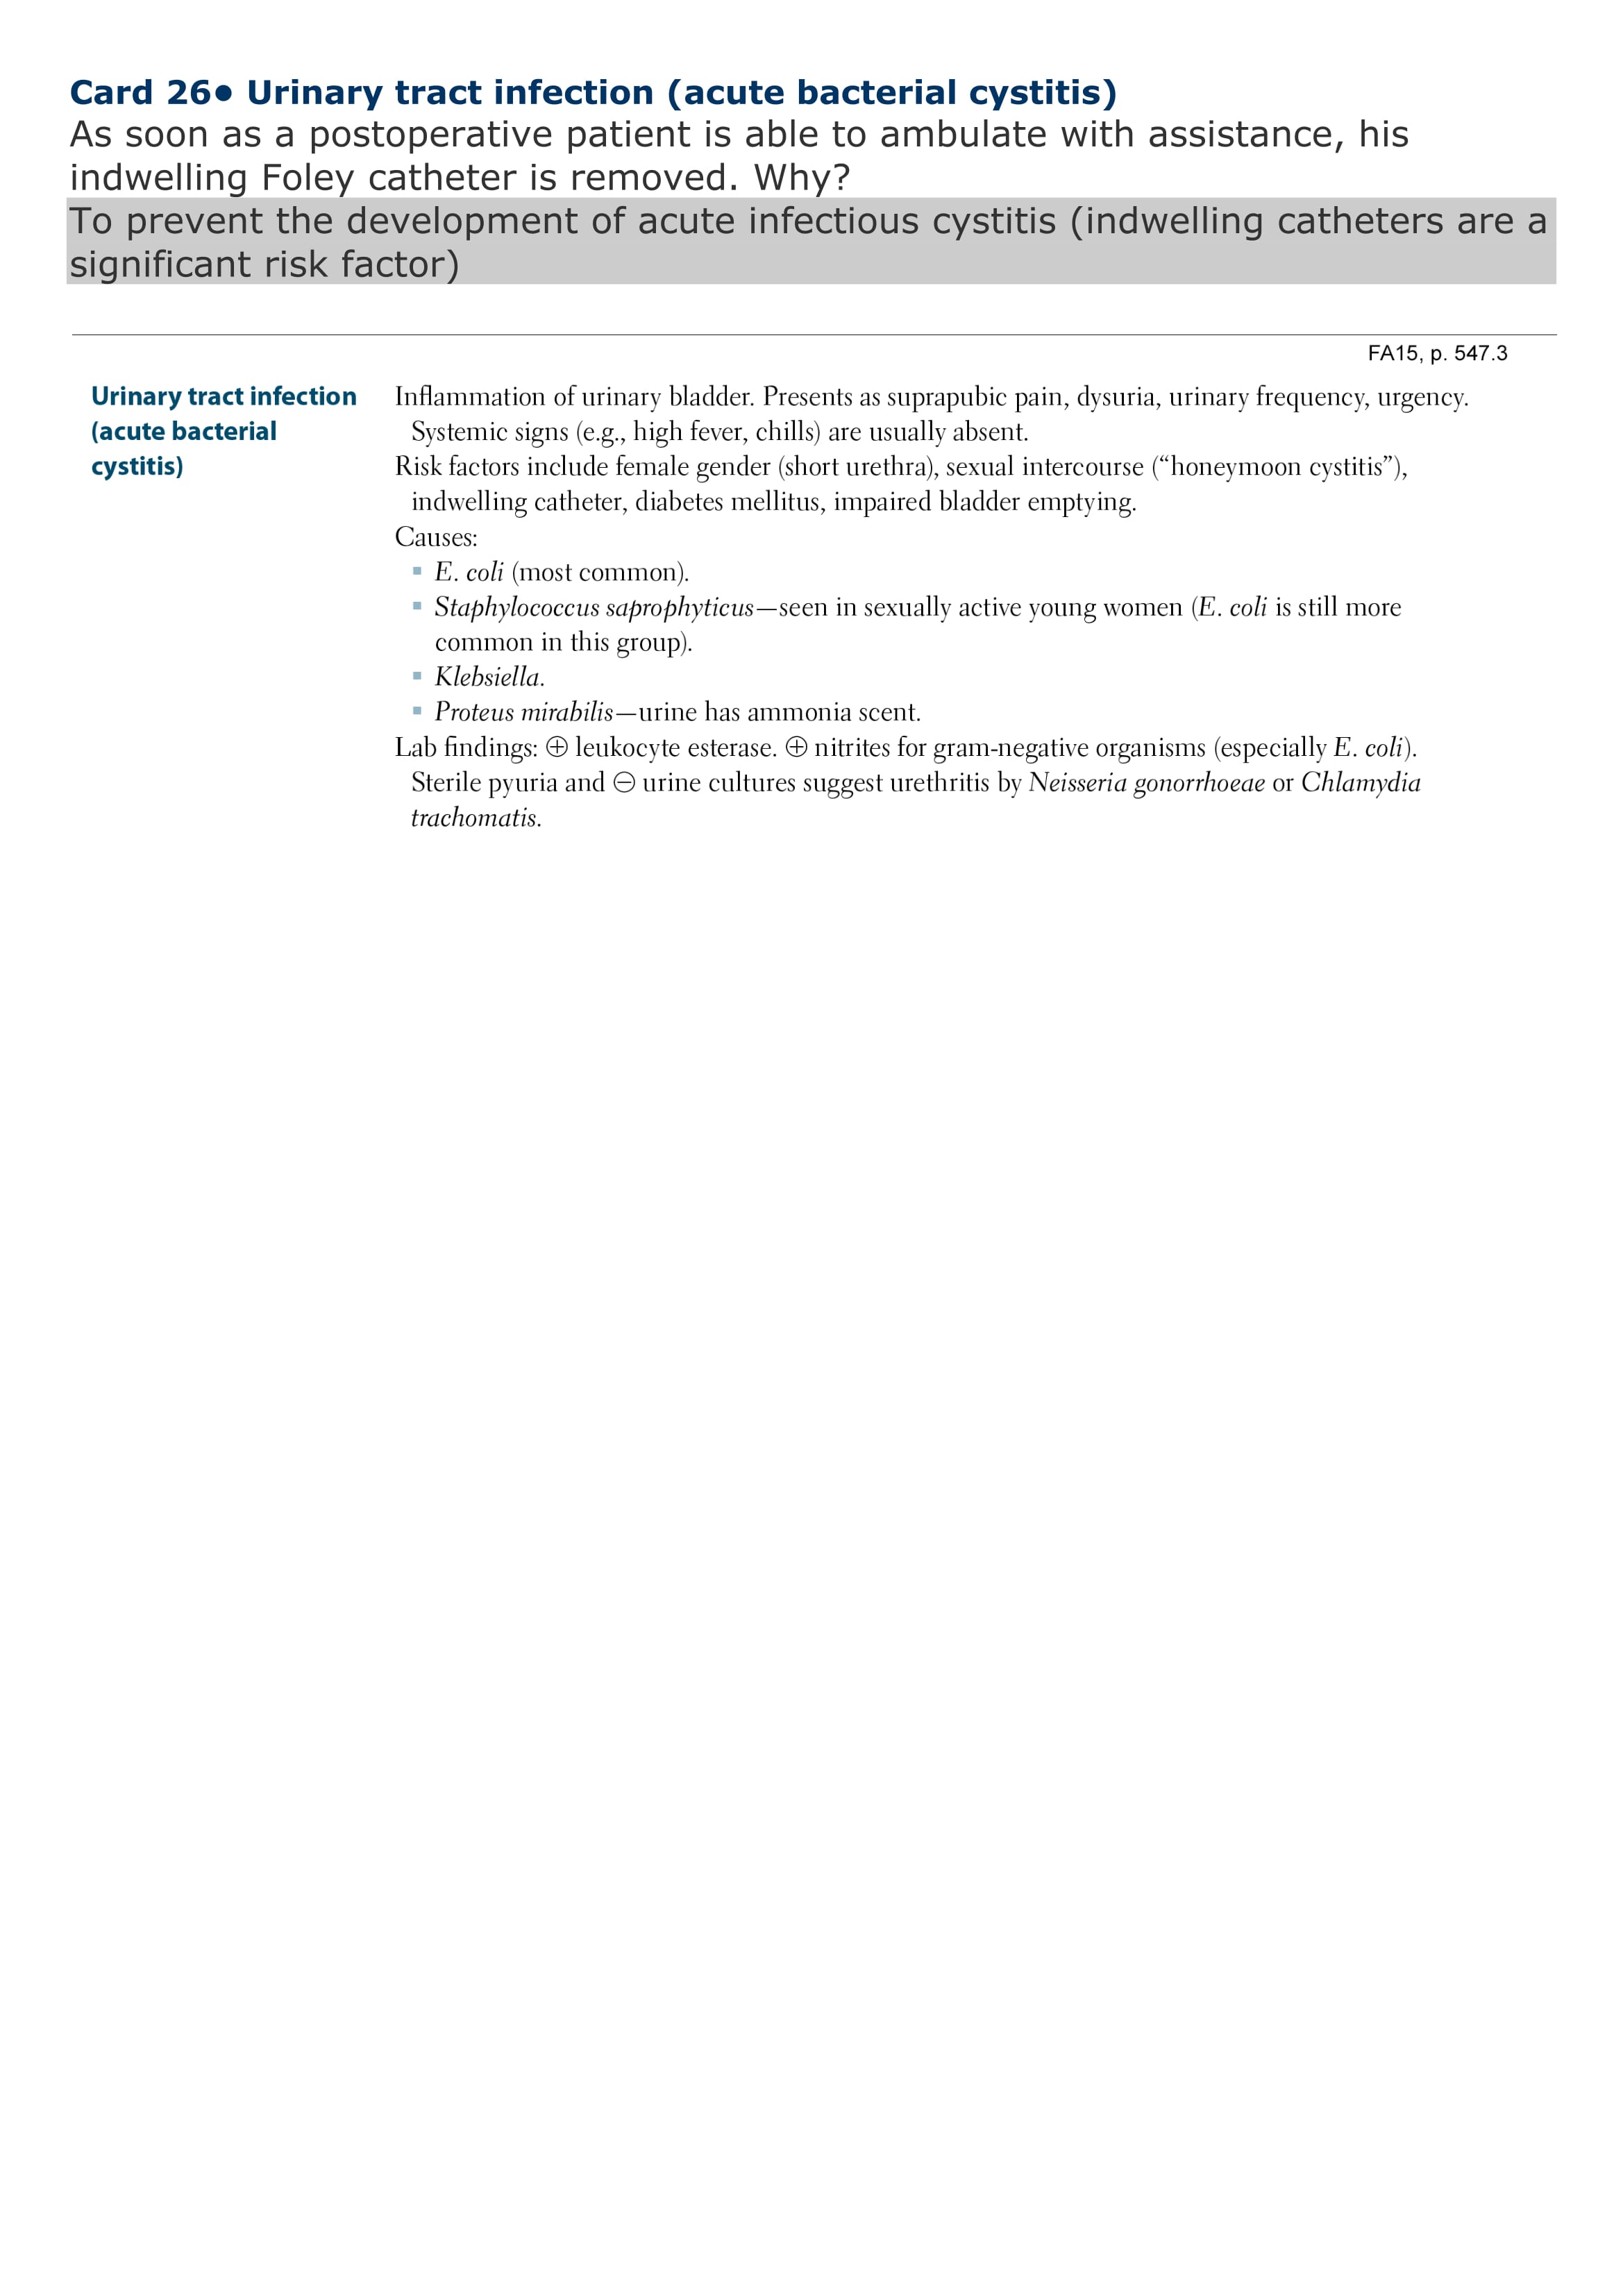 Card 26• Urinary tract infection (acute bacterial cystitis)
As soon as a postoperative patient is able to ambulate with assistance, his
indwelling Foley catheter is removed. Why?
To prevent the development of acute infectious cystitis (indwelling catheters are a
significant risk factor)
FA15, p. 547.3
Urinary tract infection
(acute bacterial
cystitis)
Inflammation of urinary bladder. Presents as suprapubic pain, dysuria, urinary frequency, urgency.
Systemic signs (e.g., high fever, chills) are usually absent.
Risk factors include female gender (short urethra), sexual intercourse (“honeymoon cystitis”),
indwelling catheter, diabetes mellitus, impaired bladder emptying.
Causes:
▪ E. coli (most common).
▪ Staphylococcus saprophyticus—seen in sexually active young women (E. coli is still more
common in this group).
▪ Klebsiella.
▪ Proteus mirabilis—urine has ammonia scent.
Lab findings: ⊕ leukocyte esterase. ⊕ nitrites for gram-negative organisms (especially E. coli).
Sterile pyuria and ⊖ urine cultures suggest urethritis by Neisseria gonorrhoeae or Chlamydia
trachomatis.